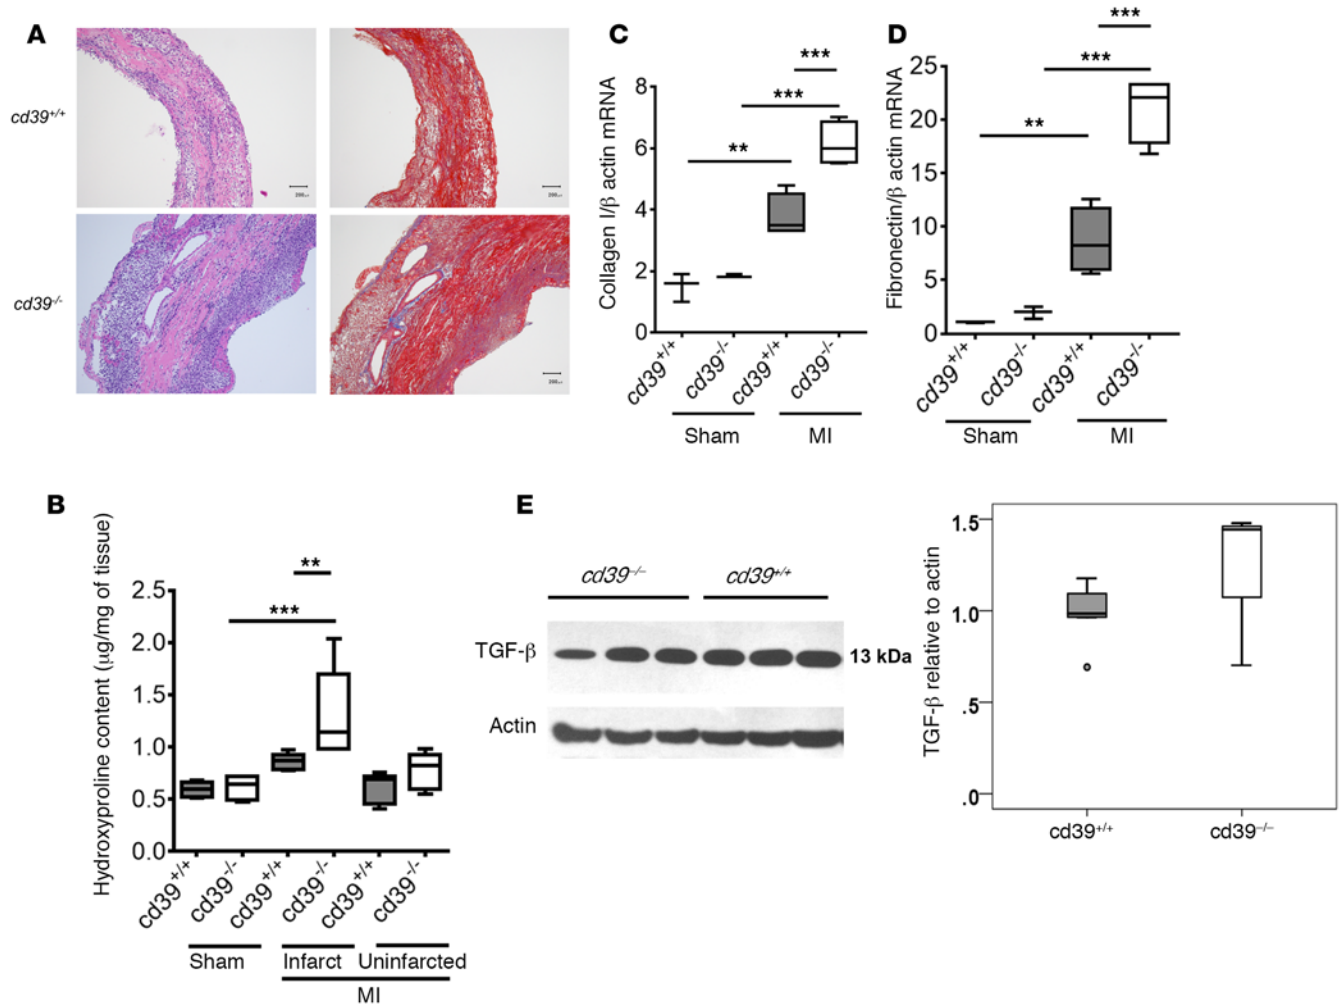 A
cd39+/+
cd39-/-
200
200
200
C
Collagen I/β actin mRNA
8
6
4
2
0
**
***
***
cd39+/+
cd39-/-
cd39+/+
cd39-/-
Sham
MI
D
Fibronectin/β actin mRNA
25
20
15
10
5
0
**
***
***
cd39+/+
cd39-/-
cd39+/+
cd39-/-
Sham
MI
B
Hydroxyproline content (μg/mg of tissue)
2.5
2.0
1.5
1.0
0.5
0.0
***
**
cd39+/+
cd39-/-
cd39+/+
cd39-/-
cd39+/+
cd39-/-
Sham
Infarct
Uninfarcted
MI
E
cd39–/–
cd39+/+
TGF-β
13 kDa
Actin
TGF-β relative to actin
1.5
1.0
.5
.0
cd39+/+
cd39–/–